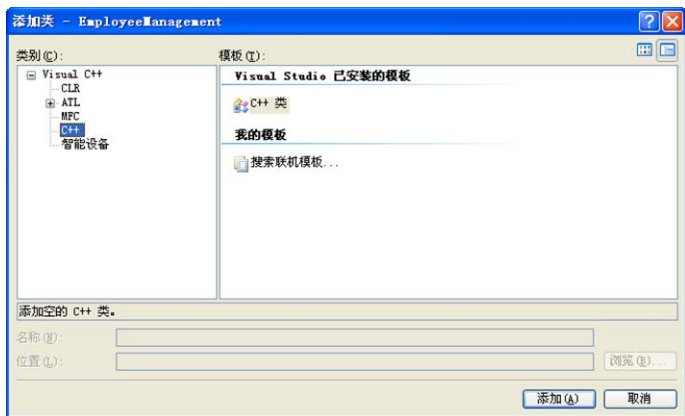 添加类 - EmployeeManagement
类别(C):
模板(T):
Visual C++
CLR
ATL
MFC
C++
智能设备
Visual Studio 已安装的模板
C++ 类
我的模板
搜索联机模板...
添加空的 C++ 类。
名称(N):
位置(L):
浏览(B)...
添加(A)
取消